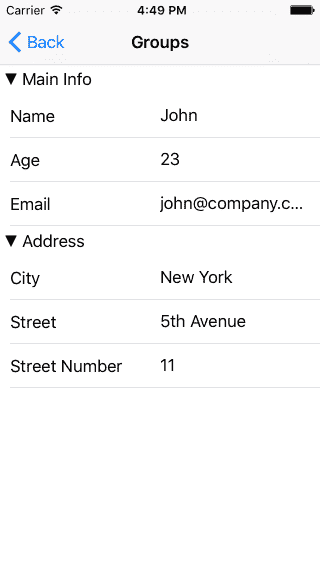 Carrier 4:49 PM
Back Groups
▼ Main Info
Name John
Age 23
Email john@company.c...
▼ Address
City New York
Street 5th Avenue
Street Number 11